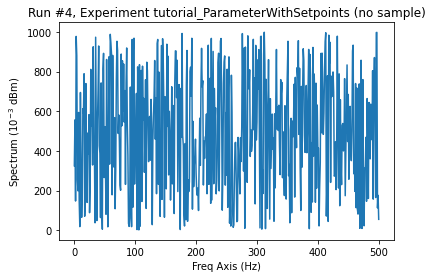 Run #4, Experiment tutorial_ParameterWithSetpoints (no sample)
1000
800
600
400
200
0
Spectrum (10⁻³ dBm)
0 100 200 300 400 500
Freq Axis (Hz)